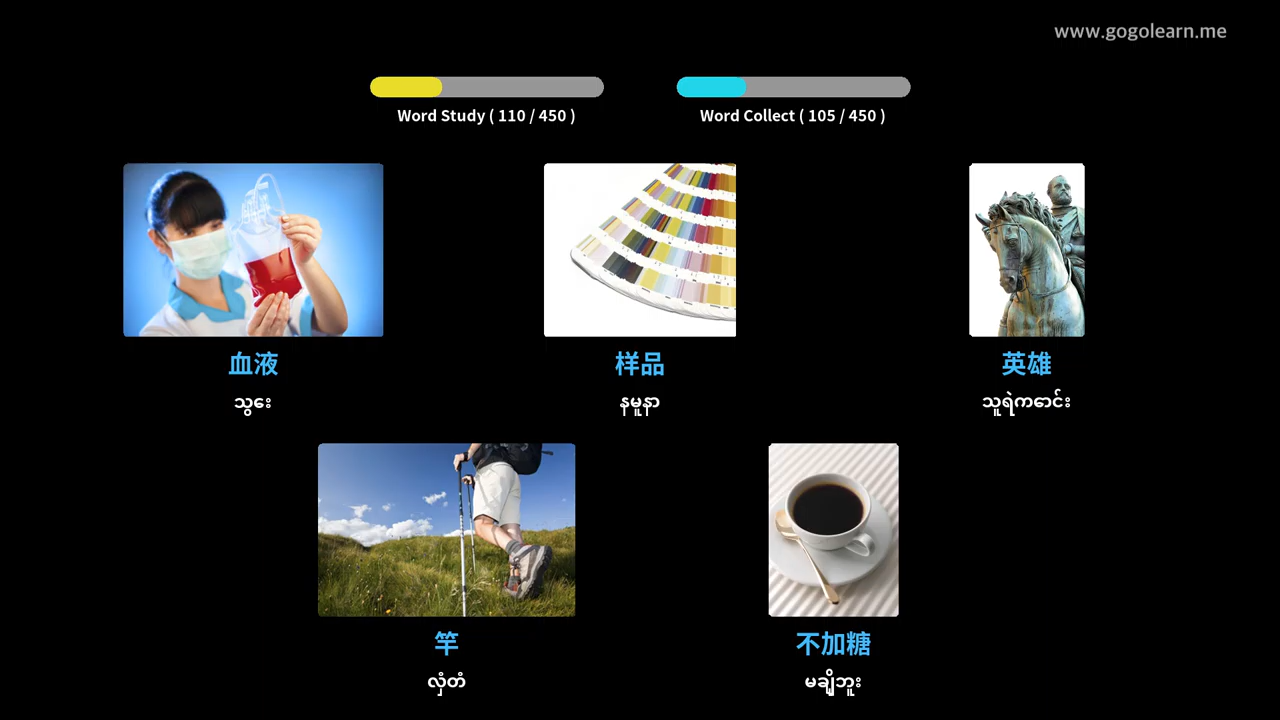 www.gogolearn.me
Word Study ( 110 / 450 )
Word Collect ( 105 / 450 )
血液
သွေး
样品
နမူနာ
英雄
သူရဲကောင်း
竿
လှံတံ
不加糖
မချိုဘူး